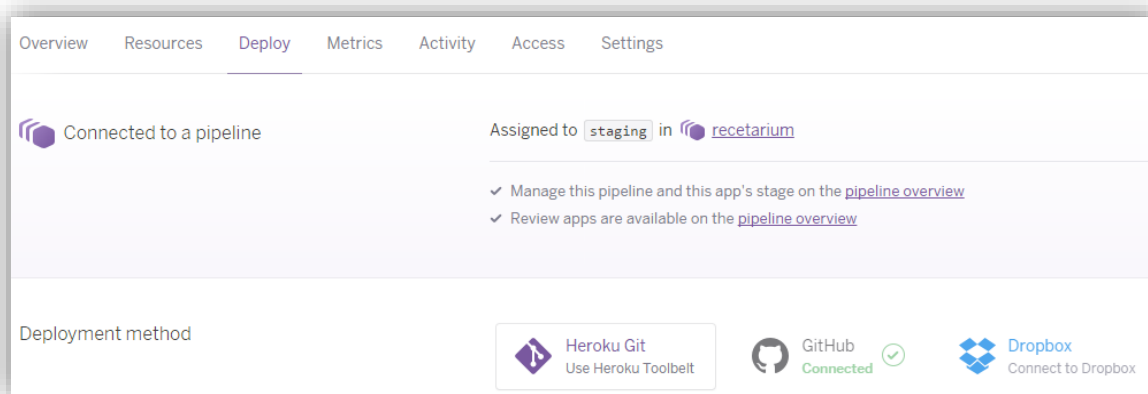 Overview Resources Deploy Metrics Activity Access Settings
Connected to a pipeline
Assigned to staging in recetarium
Manage this pipeline and this app's stage on the pipeline overview
Review apps are available on the pipeline overview
Deployment method
Heroku Git
Use Heroku Toolbelt
GitHub
Connected
Dropbox
Connect to Dropbox